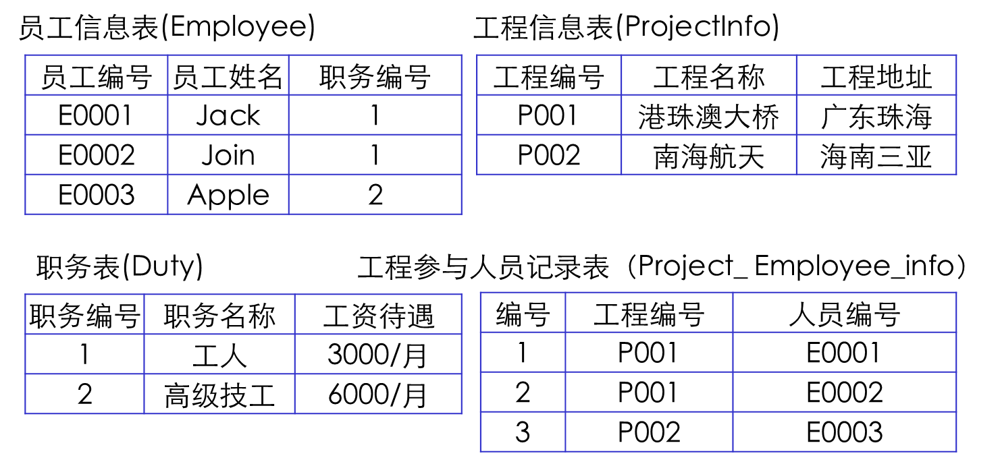 员工信息表(Employee)
员工编号 员工姓名 职务编号
E0001 Jack 1
E0002 Join 1
E0003 Apple 2
工程信息表(ProjectInfo)
工程编号 工程名称 工程地址
P001 港珠澳大桥 广东珠海
P002 南海航天 海南三亚
职务表(Duty)
职务编号 职务名称 工资待遇
1 工人 3000/月
2 高级技工 6000/月
工程参与人员记录表（Project_ Employee_info）
编号 工程编号 人员编号
1 P001 E0001
2 P001 E0002
3 P002 E0003